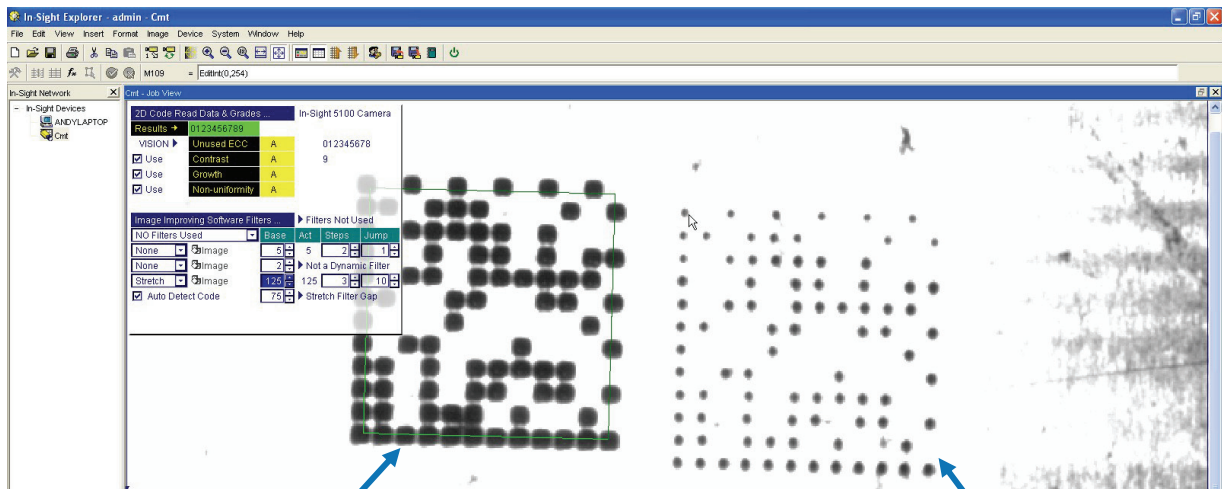 In-Sight Explorer - admin - Cmt
File Edit View Insert Format Image Device System Window Help
M109 = EditInt(0,254)
In-Sight Network
Cmt - Job View
In-Sight Devices
ANDYLAPTOP
Cmt
2D Code Read Data & Grades ... In-Sight 5100 Camera
Results 0123456789
VISION Unused ECC A 012345678
Use Contrast A 9
Use Growth A
Use Non-uniformity A
Image Improving Software Filters ... Filters Not Used
NO Filters Used Base Act Steps Jump
None Image 5 5 2 1
None Image 2 Not a Dynamic Filter
Stretch Image 125 125 3 10
Auto Detect Code 75 Stretch Filter Gap